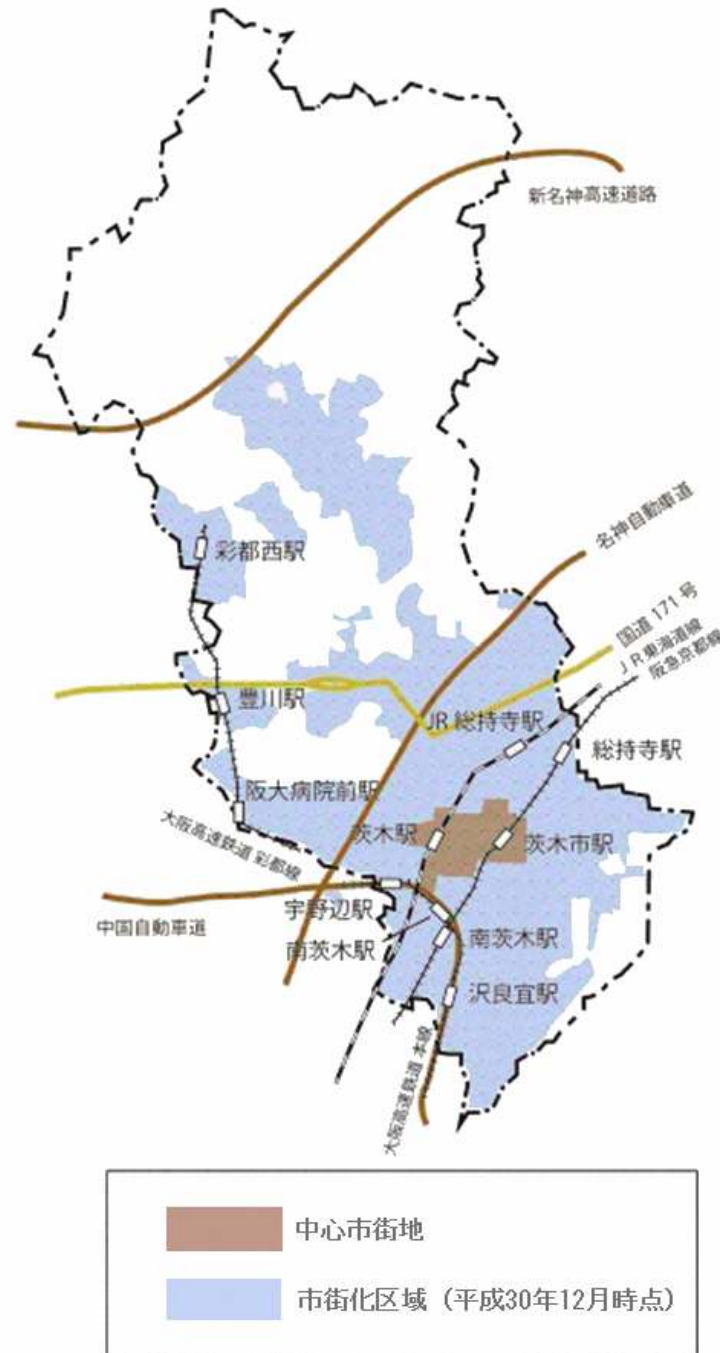 新名神高速道路
名神自動車道
彩都西駅
国道 171 号
JR東海道線
阪急京都線
豊川駅
JR 総持寺駅
総持寺駅
阪大病院前駅
大阪高速鉄道 彩都線
茨木駅
茨木市駅
宇野辺駅
中国自動車道
南茨木駅
南茨木駅
沢良宜駅
大阪高速鉄道 本線
中心市街地
市街化区域（平成30年12月時点）